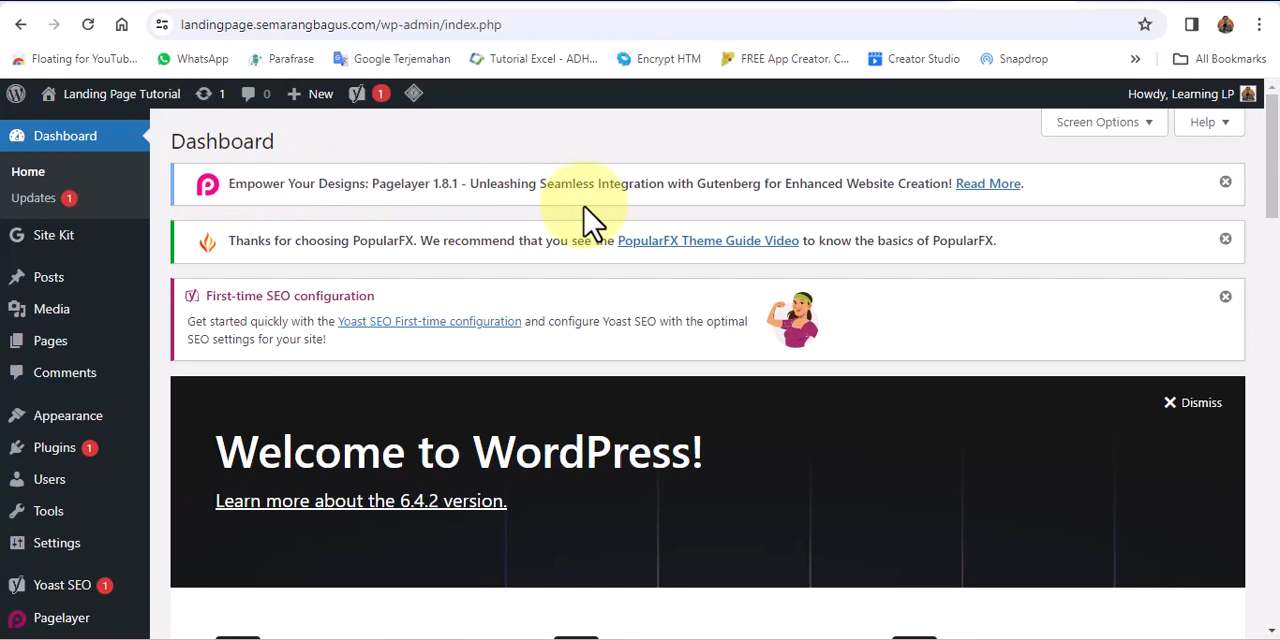 landingpage.semarangbagus.com/wp-admin/index.php
Floating for YouTub...
WhatsApp
Parafrase
Google Terjemahan
Tutorial Excel - ADH...
Encrypt HTM
FREE App Creator. C...
Creator Studio
Snapdrop
All Bookmarks
Landing Page Tutorial
1
0
New
1
Howdy, Learning LP
Dashboard
Home
Updates 1
Site Kit
Posts
Media
Pages
Comments
Appearance
Plugins 1
Users
Tools
Settings
Yoast SEO 1
Pagelayer
Screen Options
Help
Dashboard
Empower Your Designs: Pagelayer 1.8.1 - Unleashing Seamless Integration with Gutenberg for Enhanced Website Creation! Read More.
Thanks for choosing PopularFX. We recommend that you see the PopularFX Theme Guide Video to know the basics of PopularFX.
First-time SEO configuration
Get started quickly with the Yoast SEO First-time configuration and configure Yoast SEO with the optimal
SEO settings for your site!
Dismiss
Welcome to WordPress!
Learn more about the 6.4.2 version.